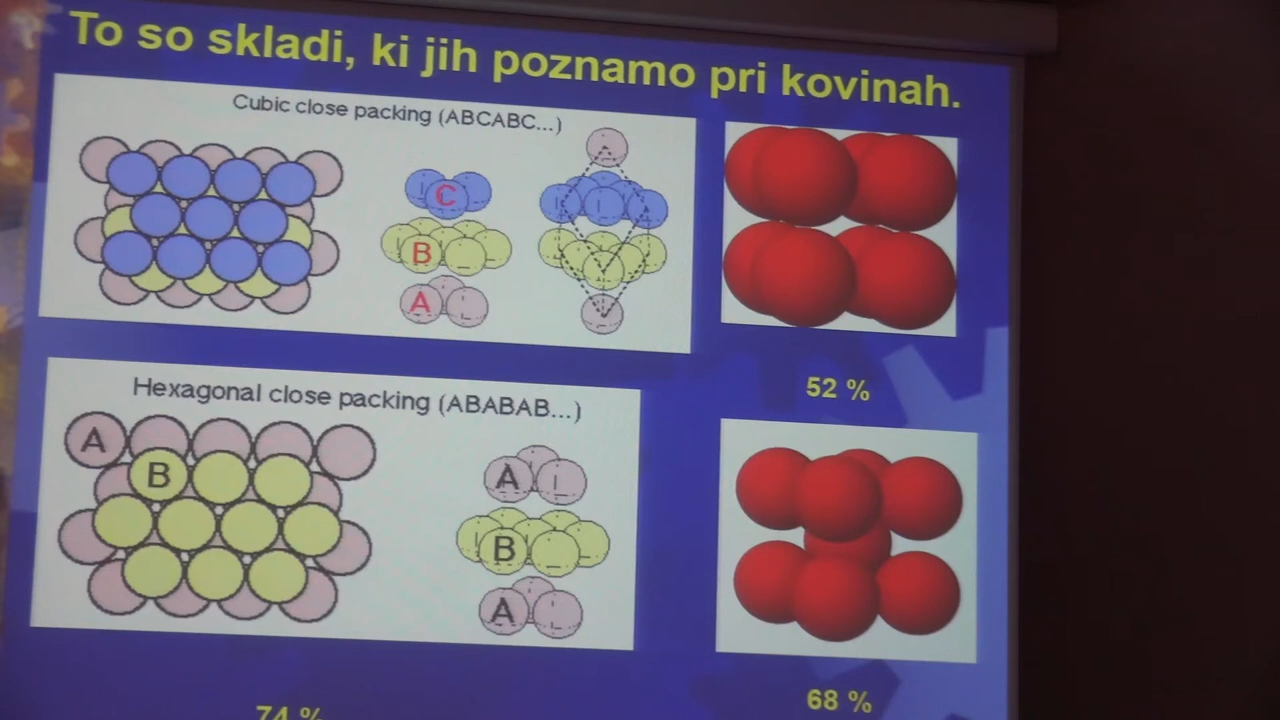 To so skladi, ki jih poznamo pri kovinah.
Cubic close packing (ABCABC...)
C
B
A
A
52 %
Hexagonal close packing (ABABAB...)
A
B
A
B
A
68 %
74 %